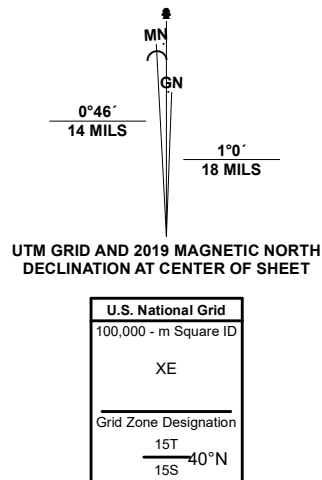 MN
GN
0°46´
14 MILS
1°0´
18 MILS
UTM GRID AND 2019 MAGNETIC NORTH
DECLINATION AT CENTER OF SHEET
U.S. National Grid
100,000 - m Square ID
XE
Grid Zone Designation
15T
40°N
15S